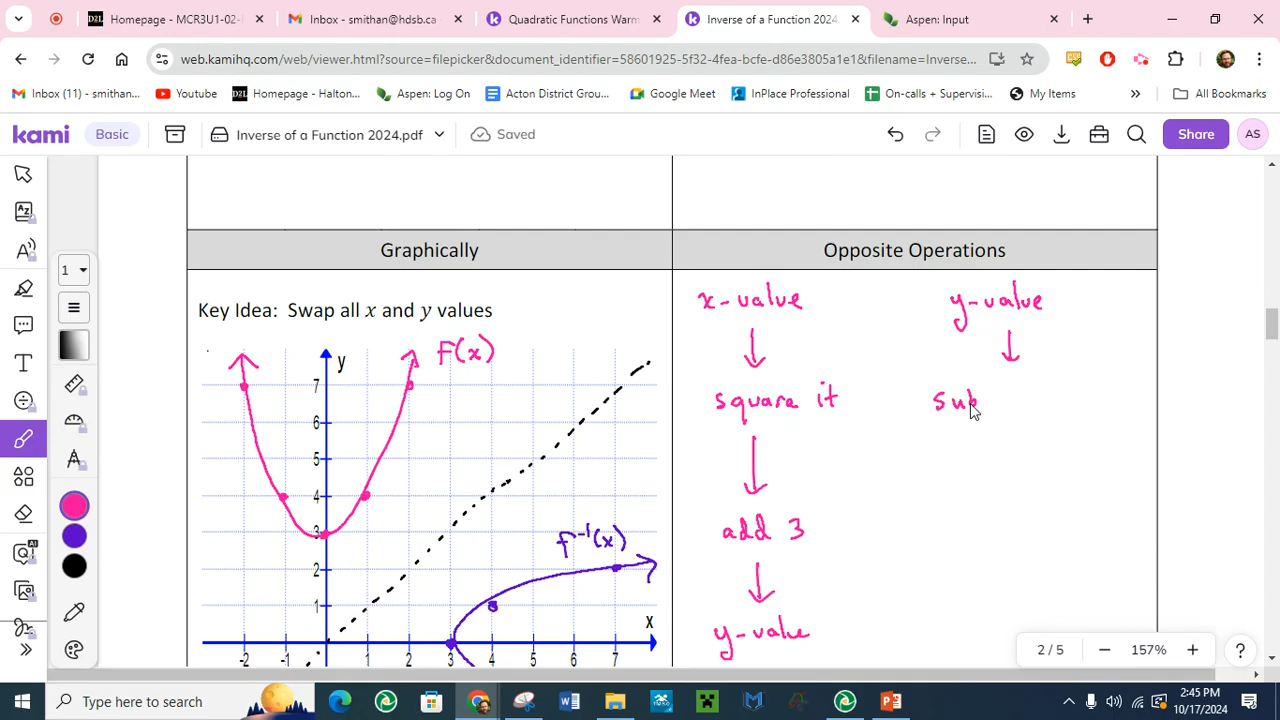 Homepage - MCR3U1-02-
Inbox - smithan@hdsb.ca
Quadratic Functions Warm
Inverse of a Function 2024
Aspen: Input
web.kamihq.com/web/viewer.html?source=filepicker&document_identifier=58601925-5f32-4fea-bcfe-d86e3805a1e1&filename=Inverse...
Inbox (11) - smithan...
Youtube
Homepage - Halton...
Aspen: Log On
Acton District Grou...
Google Meet
InPlace Professional
On-calls + Supervisi...
My Items
All Bookmarks
kami
Basic
Inverse of a Function 2024.pdf
Saved
Share
AS
Graphically
Opposite Operations
Key Idea: Swap all x and y values
x-value
y-value
F(x)
y
square it
sub
7
6
5
4
3
2
1
add 3
f⁻¹(x)
x
y-value
-2 -1 1 2 3 4 5 6 7
1
2/5
157%
Type here to search
2:45 PM
10/17/2024